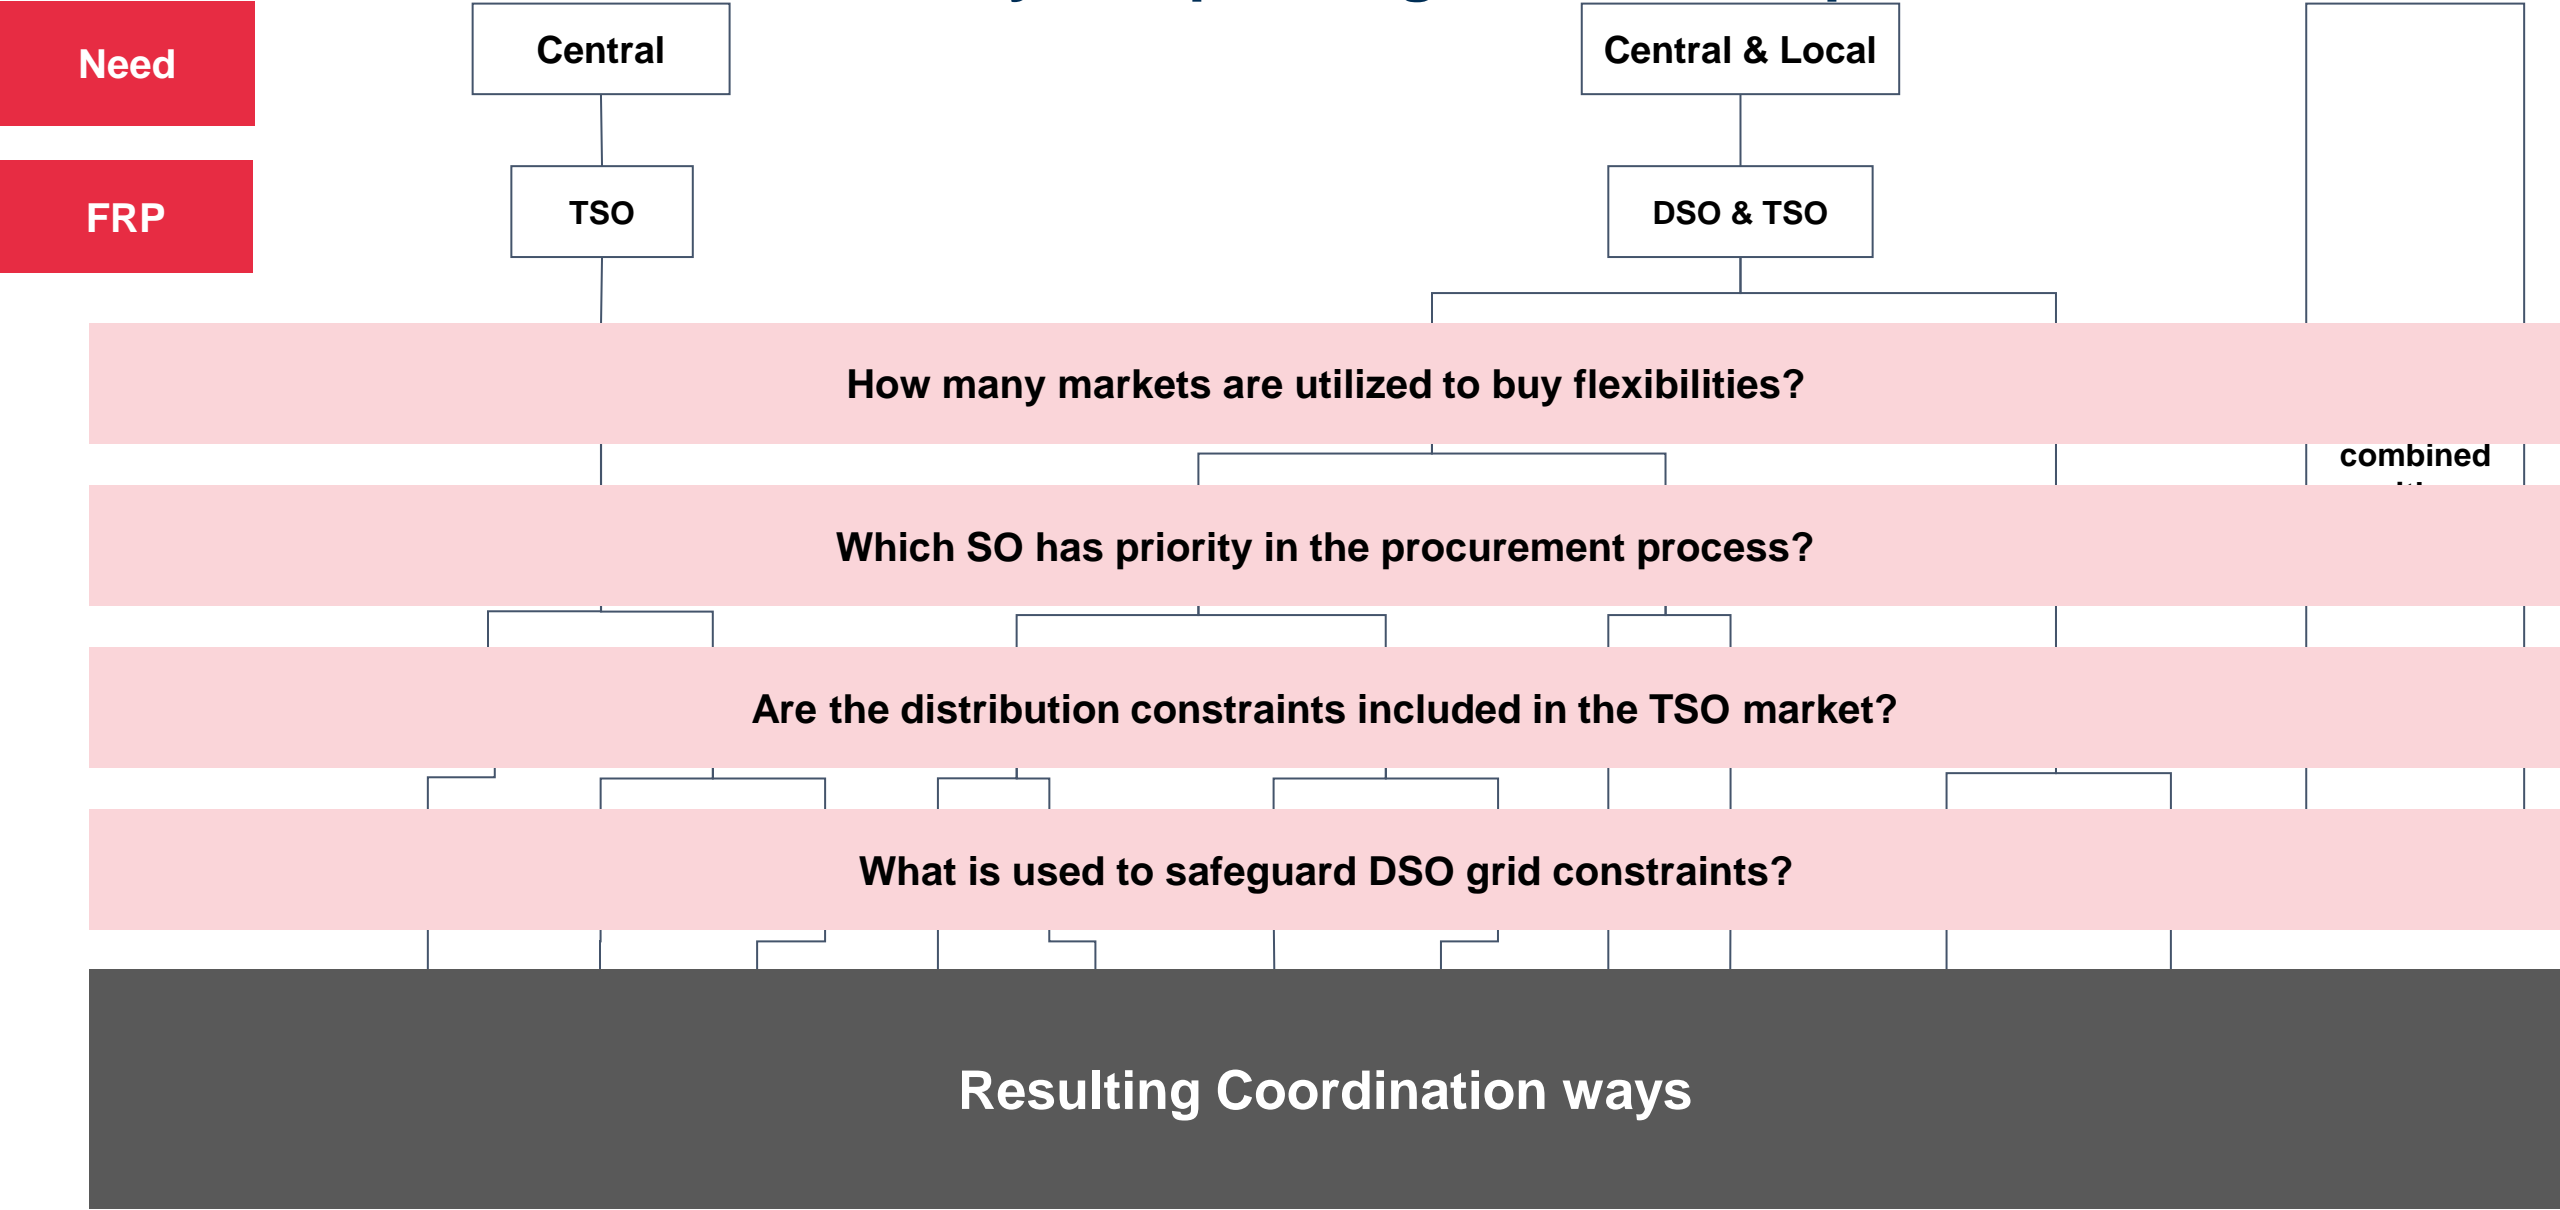 Need
Central
Central & Local
FRP
TSO
DSO & TSO
How many markets are utilized to buy flexibilities?
combined
Which SO has priority in the procurement process?
Are the distribution constraints included in the TSO market?
What is used to safeguard DSO grid constraints?
Resulting Coordination ways